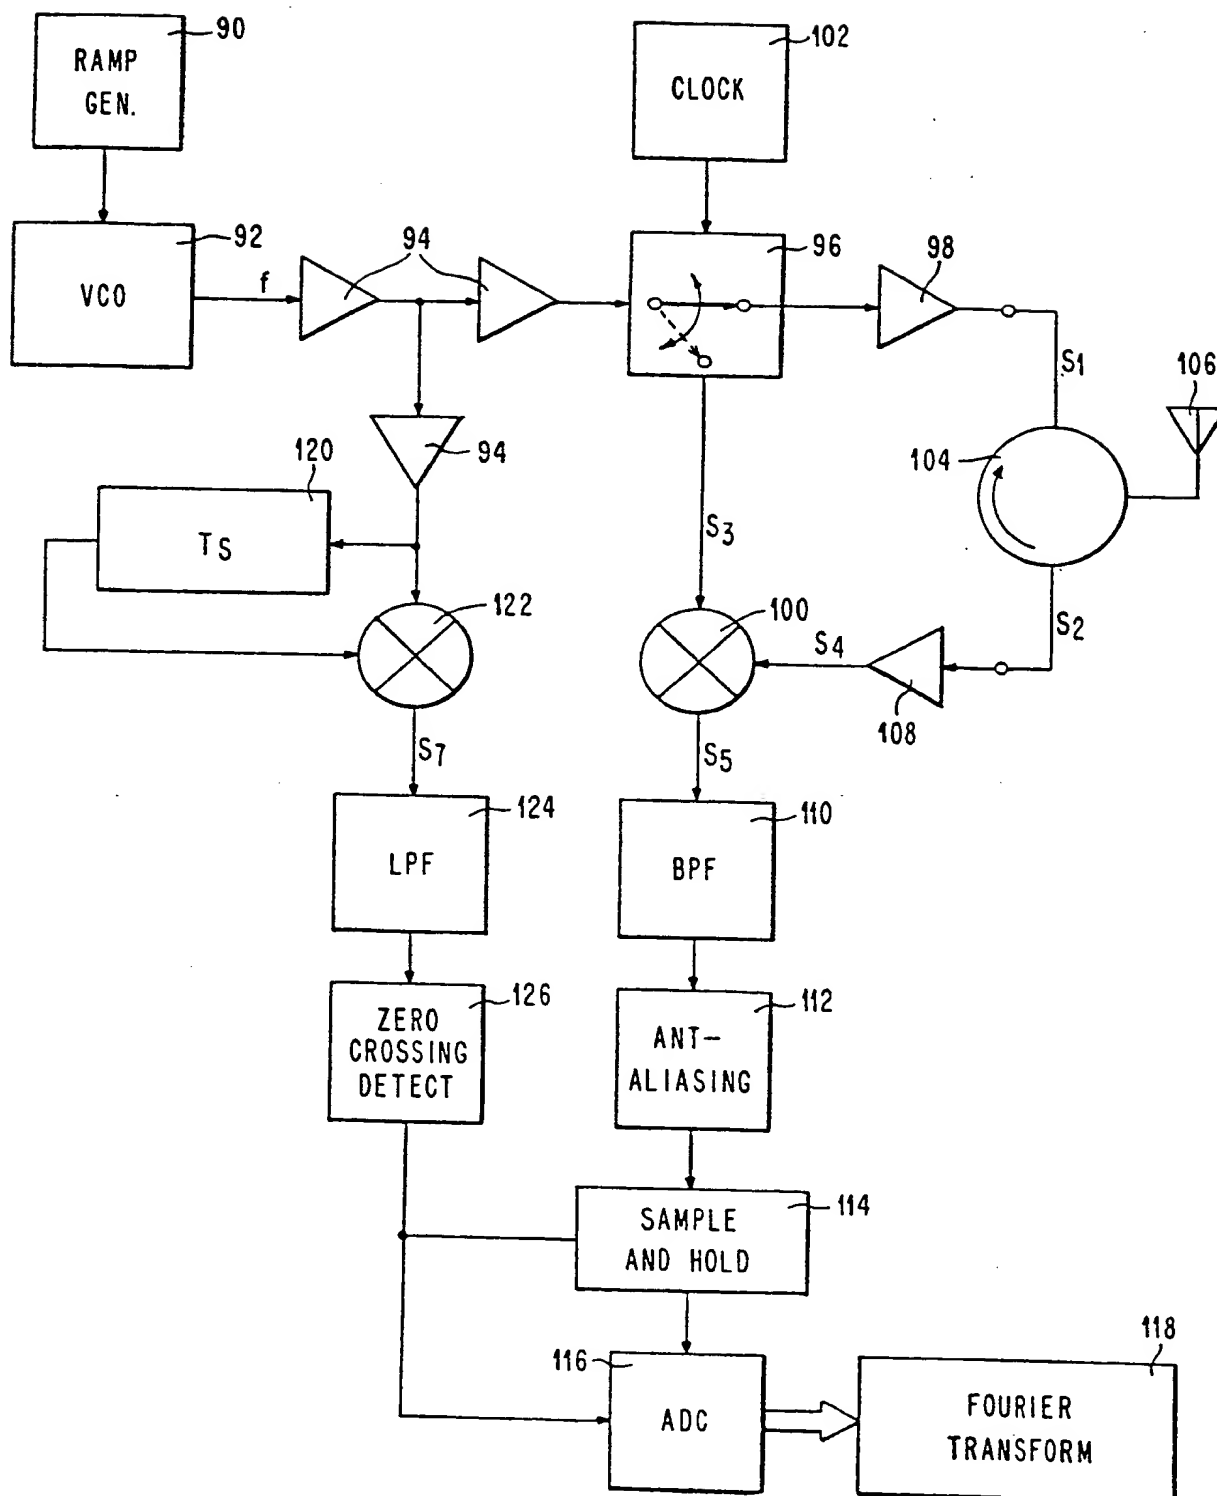 90
RAMP
GEN.
102
CLOCK
92
VCO
f
94
96
98
S1
106
94
104
120
TS
S3
122
100
S4
S2
108
S7
S5
124
LPF
110
BPF
126
ZERO
CROSSING
DETECT
112
ANT-
ALIASING
114
SAMPLE
AND HOLD
116
ADC
118
FOURIER
TRANSFORM